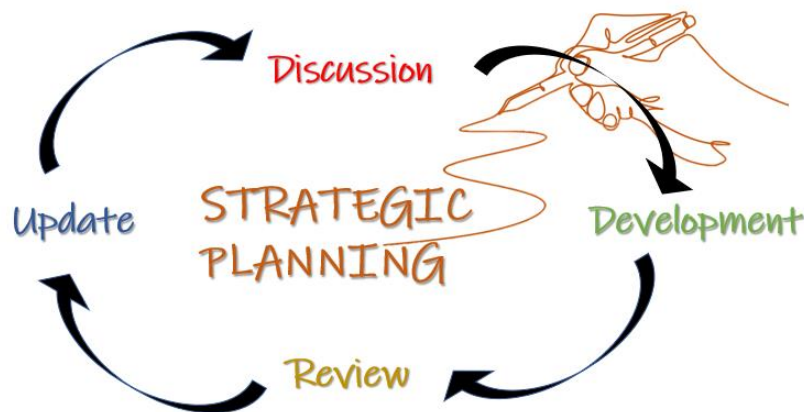 Discussion
Update
STRATEGIC
PLANNING
Development
Review